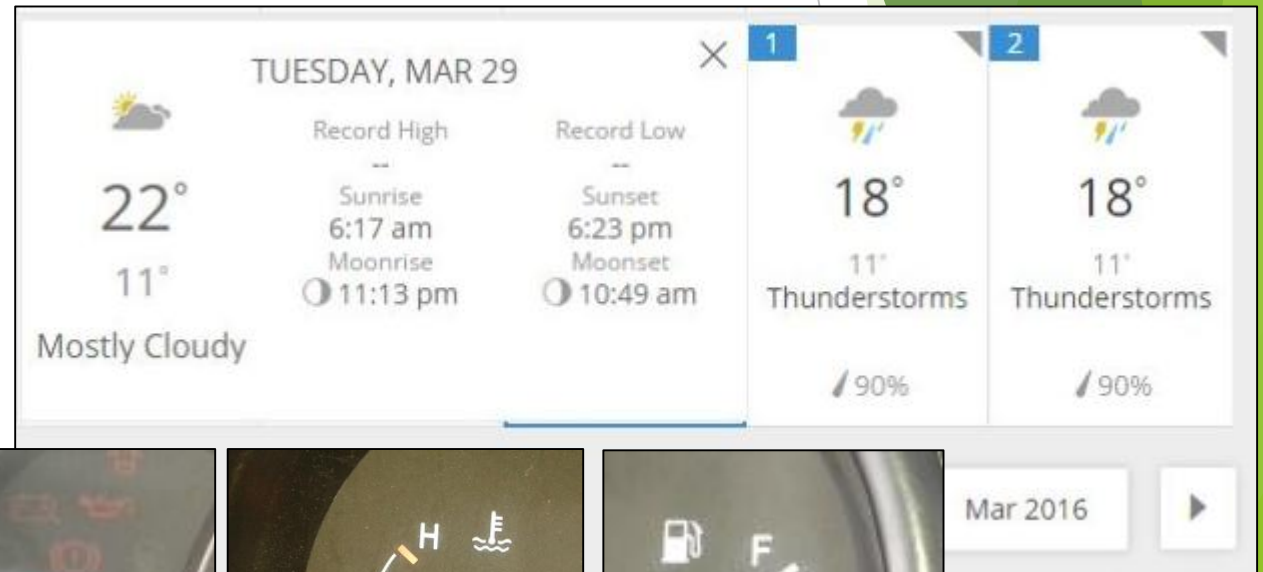 TUESDAY, MAR 29
Record High
Record Low
--
--
22°
Sunrise
Sunset
6:17 am
6:23 pm
11°
Moonrise
Moonset
11:13 pm
10:49 am
Mostly Cloudy
1
18°
11°
Thunderstorms
90%
2
18°
11°
Thunderstorms
90%
H
F
Mar 2016